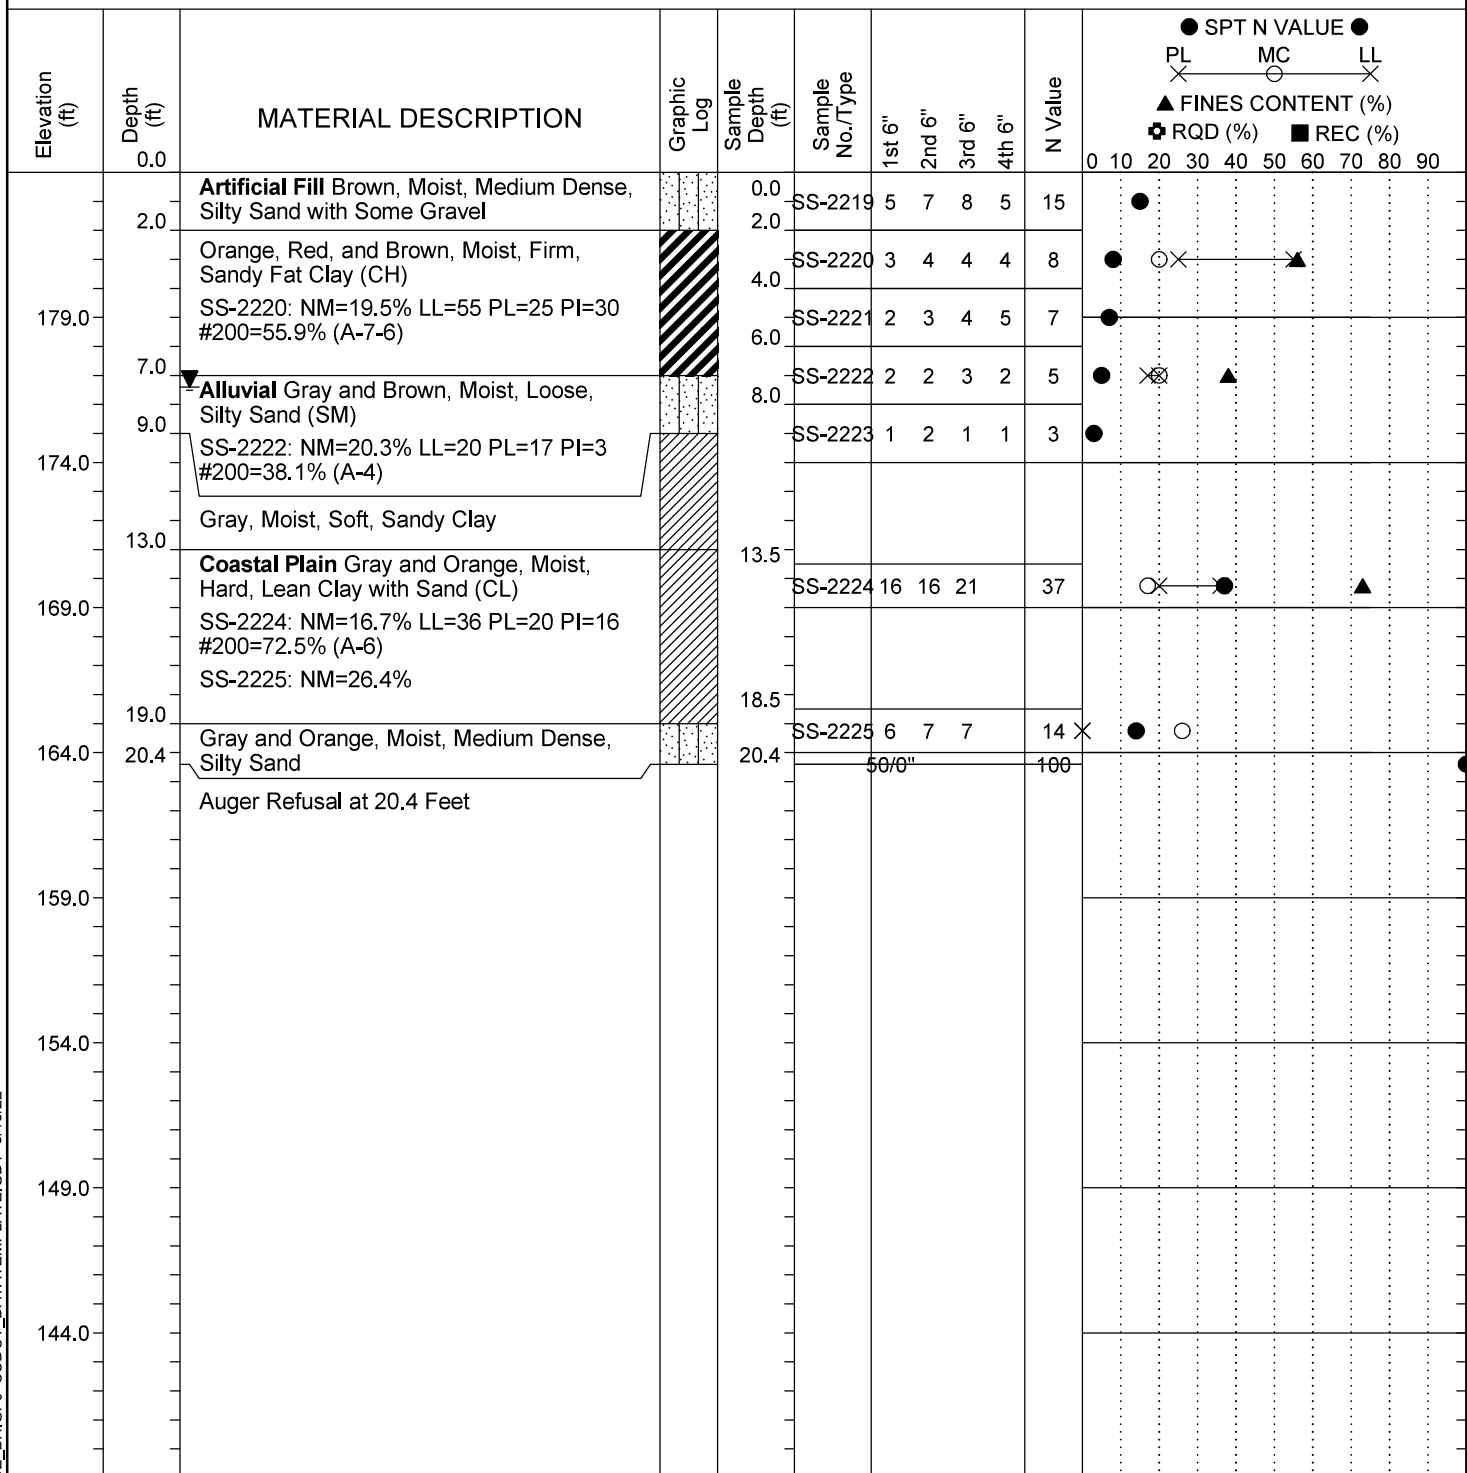 ● SPT N VALUE ●
PL MC LL
▲ FINES CONTENT (%)
RQD (%) ■ REC (%)
Elevation (ft)
Depth (ft)
MATERIAL DESCRIPTION
Graphic Log
Sample Depth (ft)
Sample No./Type
1st 6"
2nd 6"
3rd 6"
4th 6"
N Value
0 10 20 30 40 50 60 70 80 90
0.0
Artificial Fill Brown, Moist, Medium Dense,
Silty Sand with Some Gravel
0.0
SS-2219 5 7 8 5 15
2.0
2.0
Orange, Red, and Brown, Moist, Firm,
Sandy Fat Clay (CH)
SS-2220 3 4 4 4 8
4.0
SS-2220: NM=19.5% LL=55 PL=25 PI=30
#200=55.9% (A-7-6)
179.0
SS-2221 2 3 4 5 7
6.0
7.0
Alluvial Gray and Brown, Moist, Loose,
Silty Sand (SM)
SS-2222 2 2 3 2 5
8.0
9.0
SS-2222: NM=20.3% LL=20 PL=17 PI=3
#200=38.1% (A-4)
SS-2223 1 2 1 1 3
174.0
Gray, Moist, Soft, Sandy Clay
13.0
13.5
Coastal Plain Gray and Orange, Moist,
Hard, Lean Clay with Sand (CL)
SS-2224 16 16 21 37
169.0
SS-2224: NM=16.7% LL=36 PL=20 PI=16
#200=72.5% (A-6)
SS-2225: NM=26.4%
18.5
19.0
Gray and Orange, Moist, Medium Dense,
Silty Sand
SS-2225 6 7 7 14
164.0
20.4
20.4
50/0" 100
Auger Refusal at 20.4 Feet
159.0
154.0
149.0
144.0